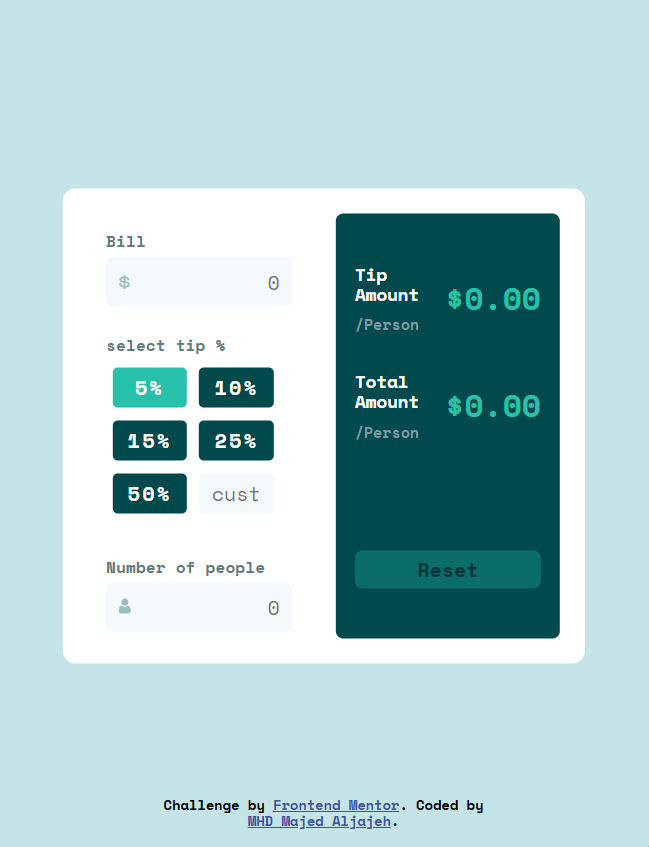 Bill
$ 0
select tip %
5% 10%
15% 25%
50% cust
Number of people
0
Tip
Amount
/Person
$0.00
Total
Amount
/Person
$0.00
Reset
Challenge by Frontend Mentor. Coded by
MHD Majed Aljajeh.